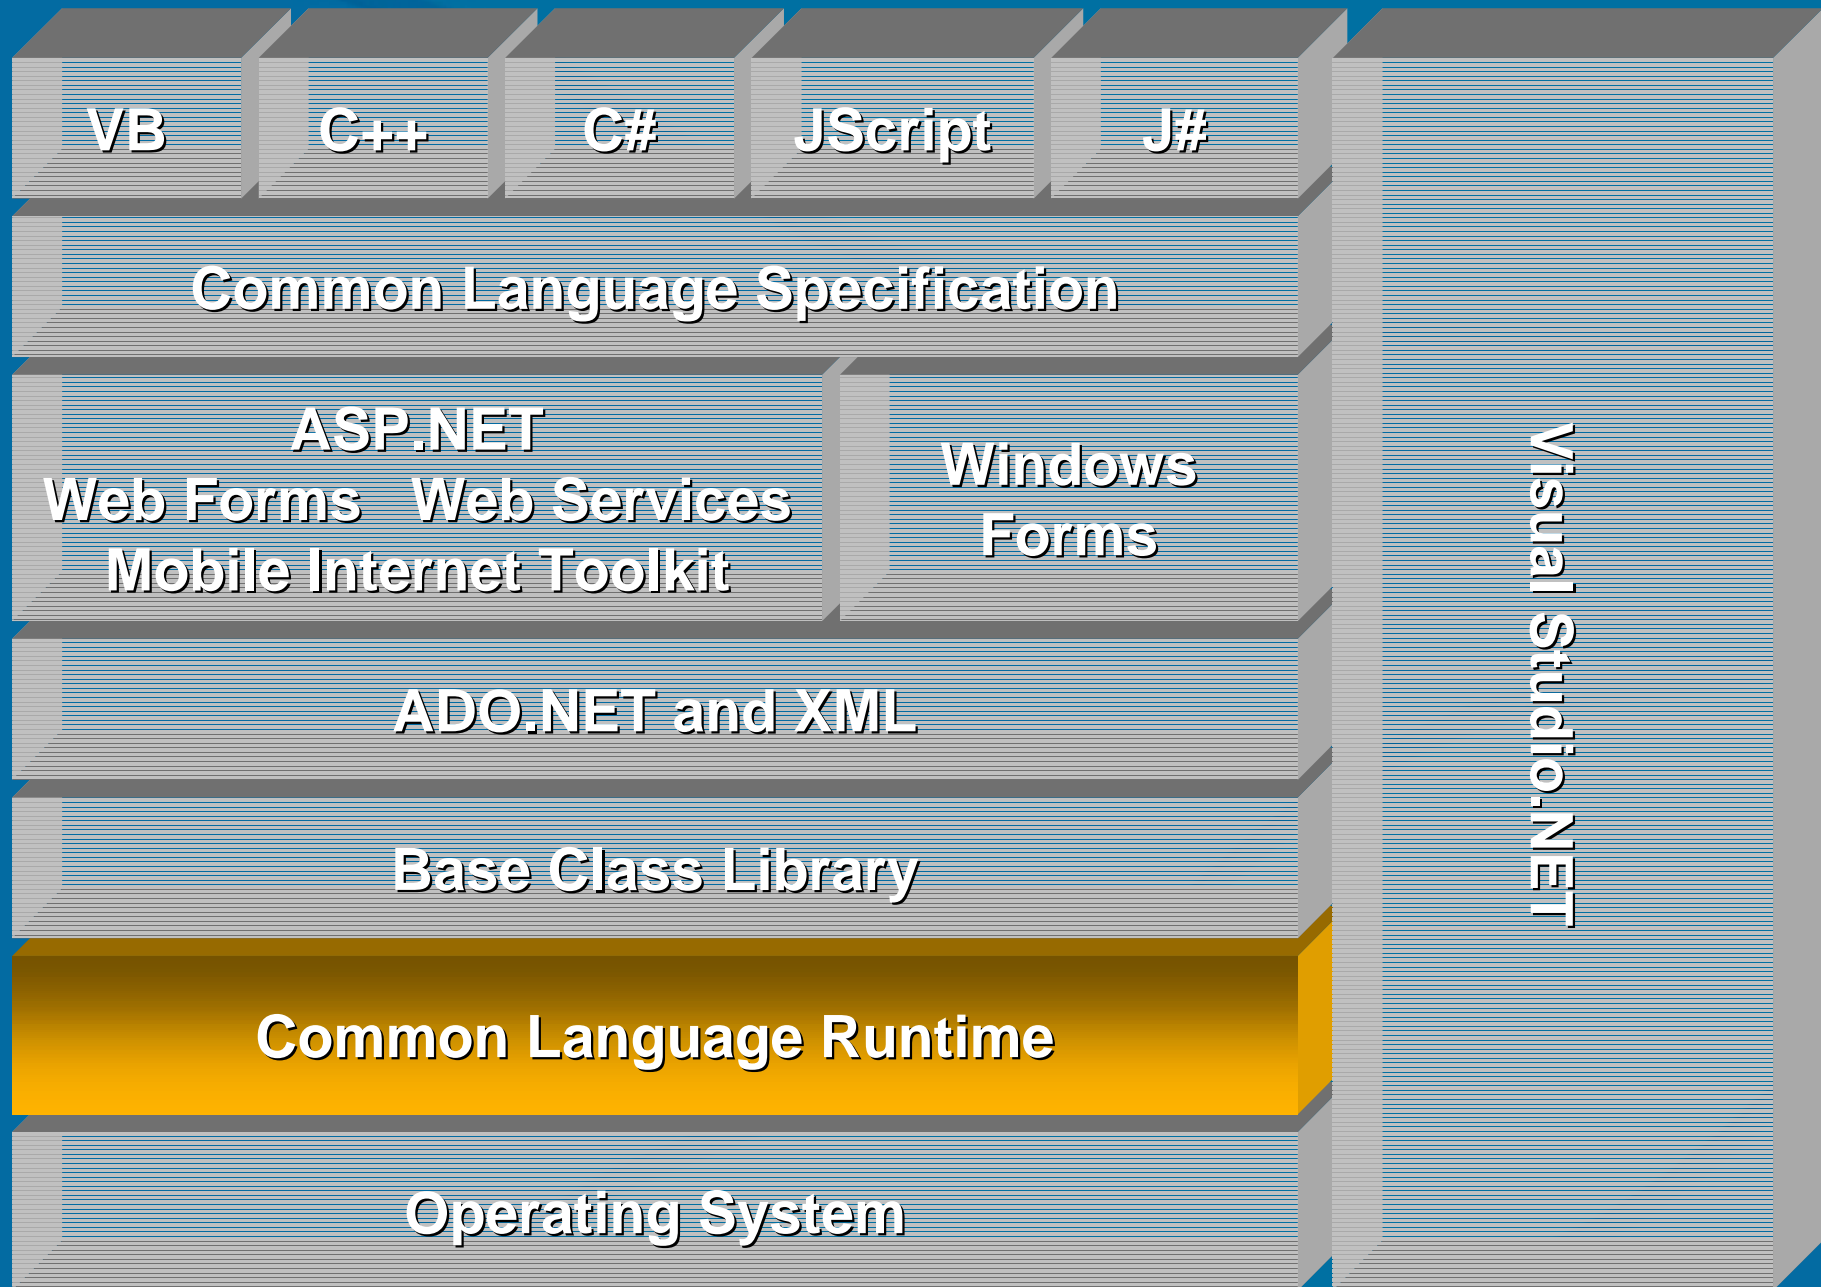 VB
C++
C#
JScript
J#
Common Language Specification
ASP.NET
Web Forms Web Services
Mobile Internet Toolkit
Windows
Forms
ADO.NET and XML
Base Class Library
Common Language Runtime
Operating System
Visual Studio.NET